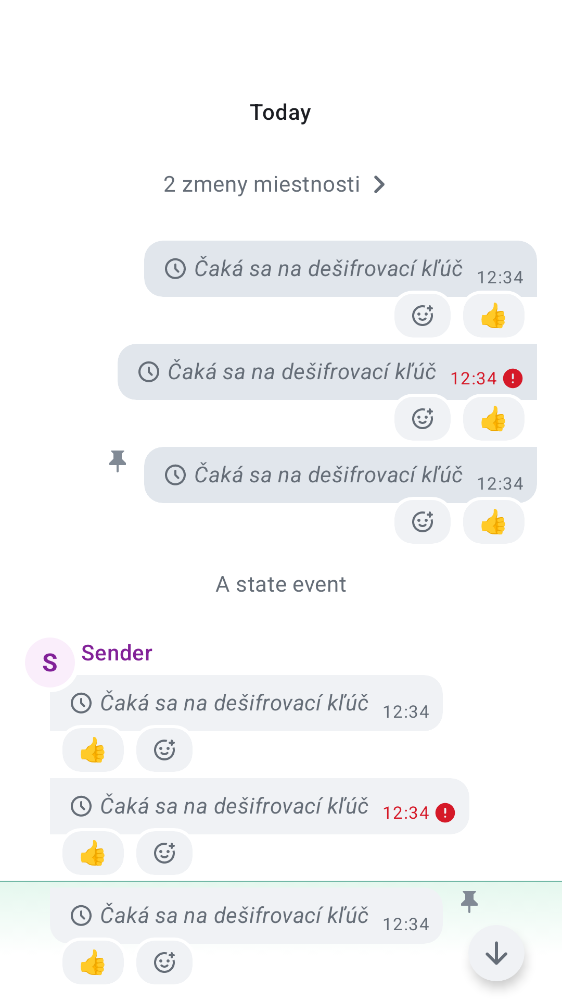 Today
2 zmeny miestnosti
Čaká sa na dešifrovací kľúč 12:34
Čaká sa na dešifrovací kľúč 12:34
Čaká sa na dešifrovací kľúč 12:34
A state event
S Sender
Čaká sa na dešifrovací kľúč 12:34
Čaká sa na dešifrovací kľúč 12:34
Čaká sa na dešifrovací kľúč 12:34